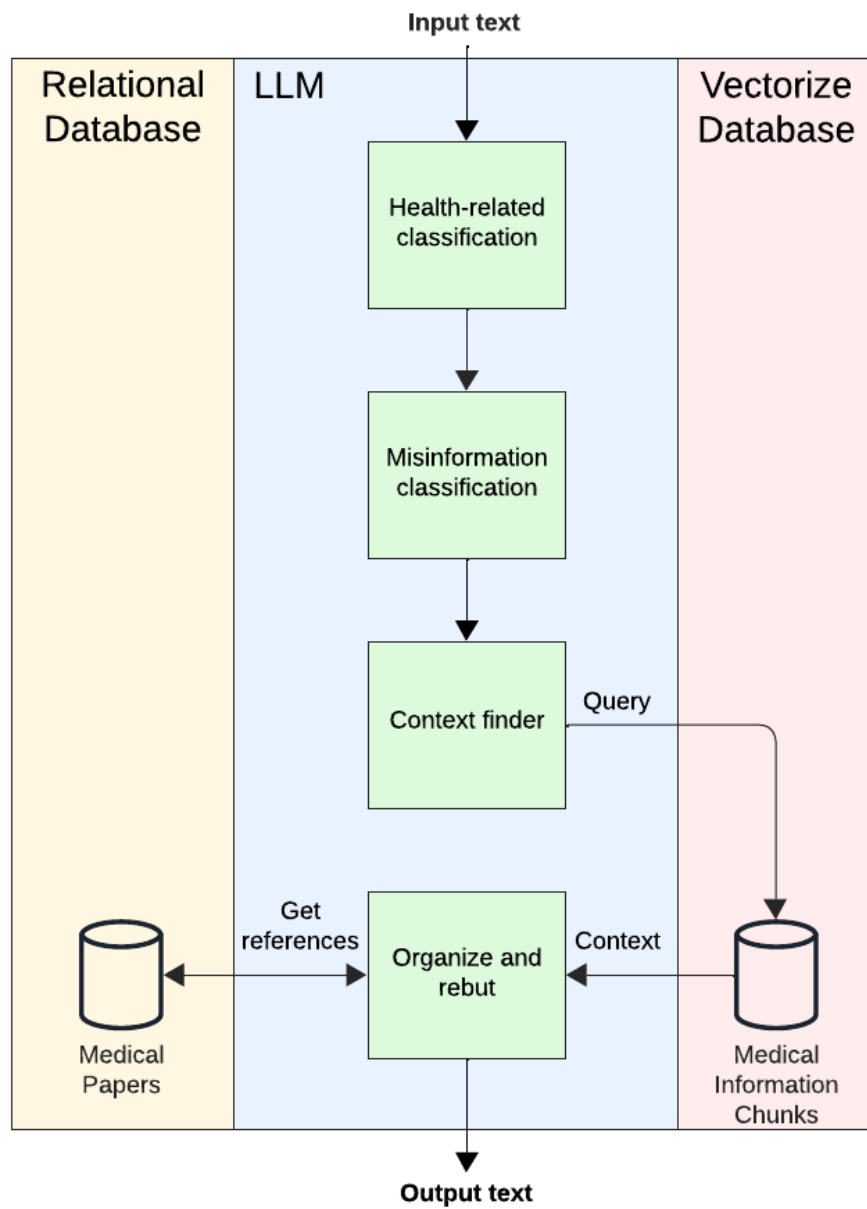 Input text
Relational
Database
LLM
Vectorize
Database
Health-related
classification
Misinformation
classification
Context finder
Query
Get
references
Organize and
rebut
Context
Medical
Papers
Medical
Information
Chunks
Output text